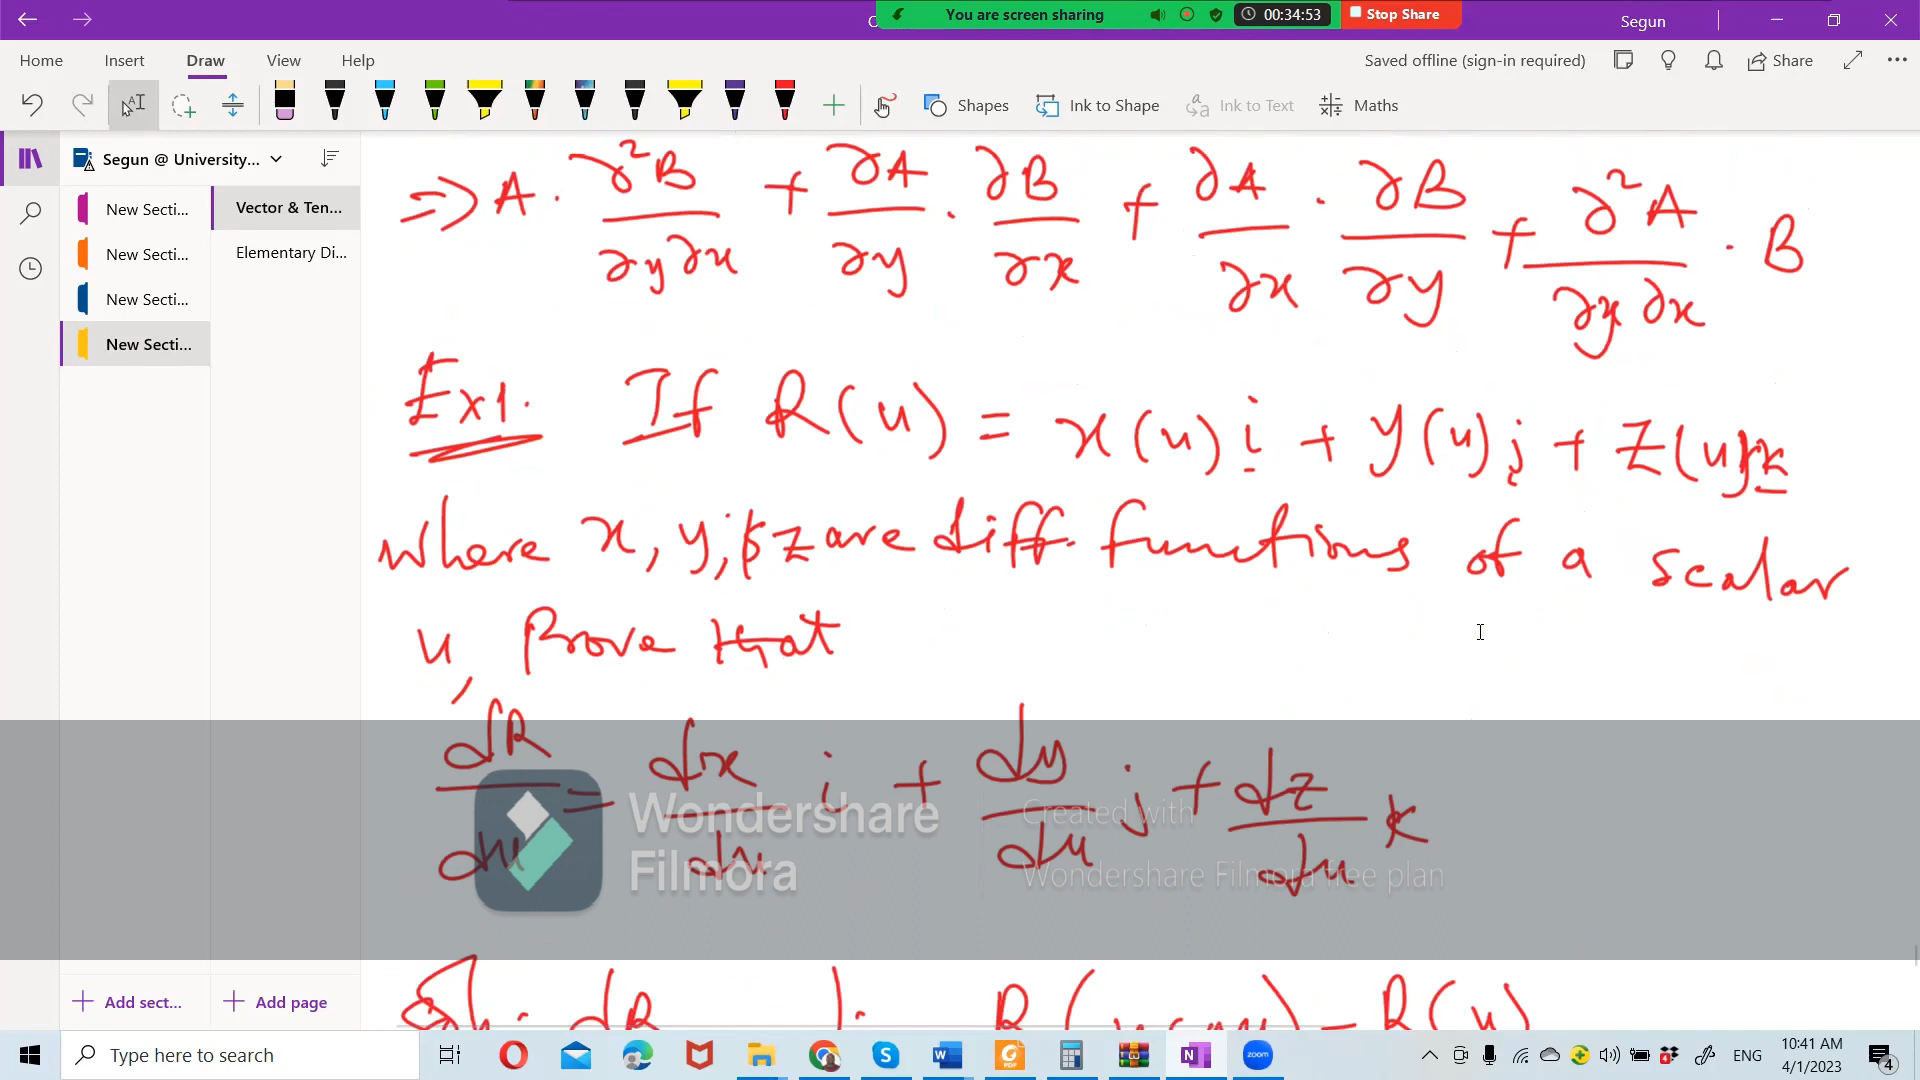 You are screen sharing 00:34:53 Stop Share Segun
Home Insert Draw View Help Saved offline (sign-in required) Share
Shapes Ink to Shape Ink to Text Maths
Segun @ University...
New Secti... Vector & Ten...
New Secti... Elementary Di...
New Secti...
New Secti...
=> A · ∂²B/∂y∂x + ∂A/∂y · ∂B/∂x + ∂A/∂x · ∂B/∂y + ∂²A/∂y∂x · B
Ex1. If R(u) = x(u) i + y(u) j + z(u) k
where x, y, & z are diff. functions of a scalar
u, Prove that
dR/du = dx/du i + dy/du j + dz/du k
Wondershare Created with
Filmora Wondershare Filmora free plan
Add sect... Add page
Type here to search
ENG 10:41 AM
4/1/2023
4
zoom